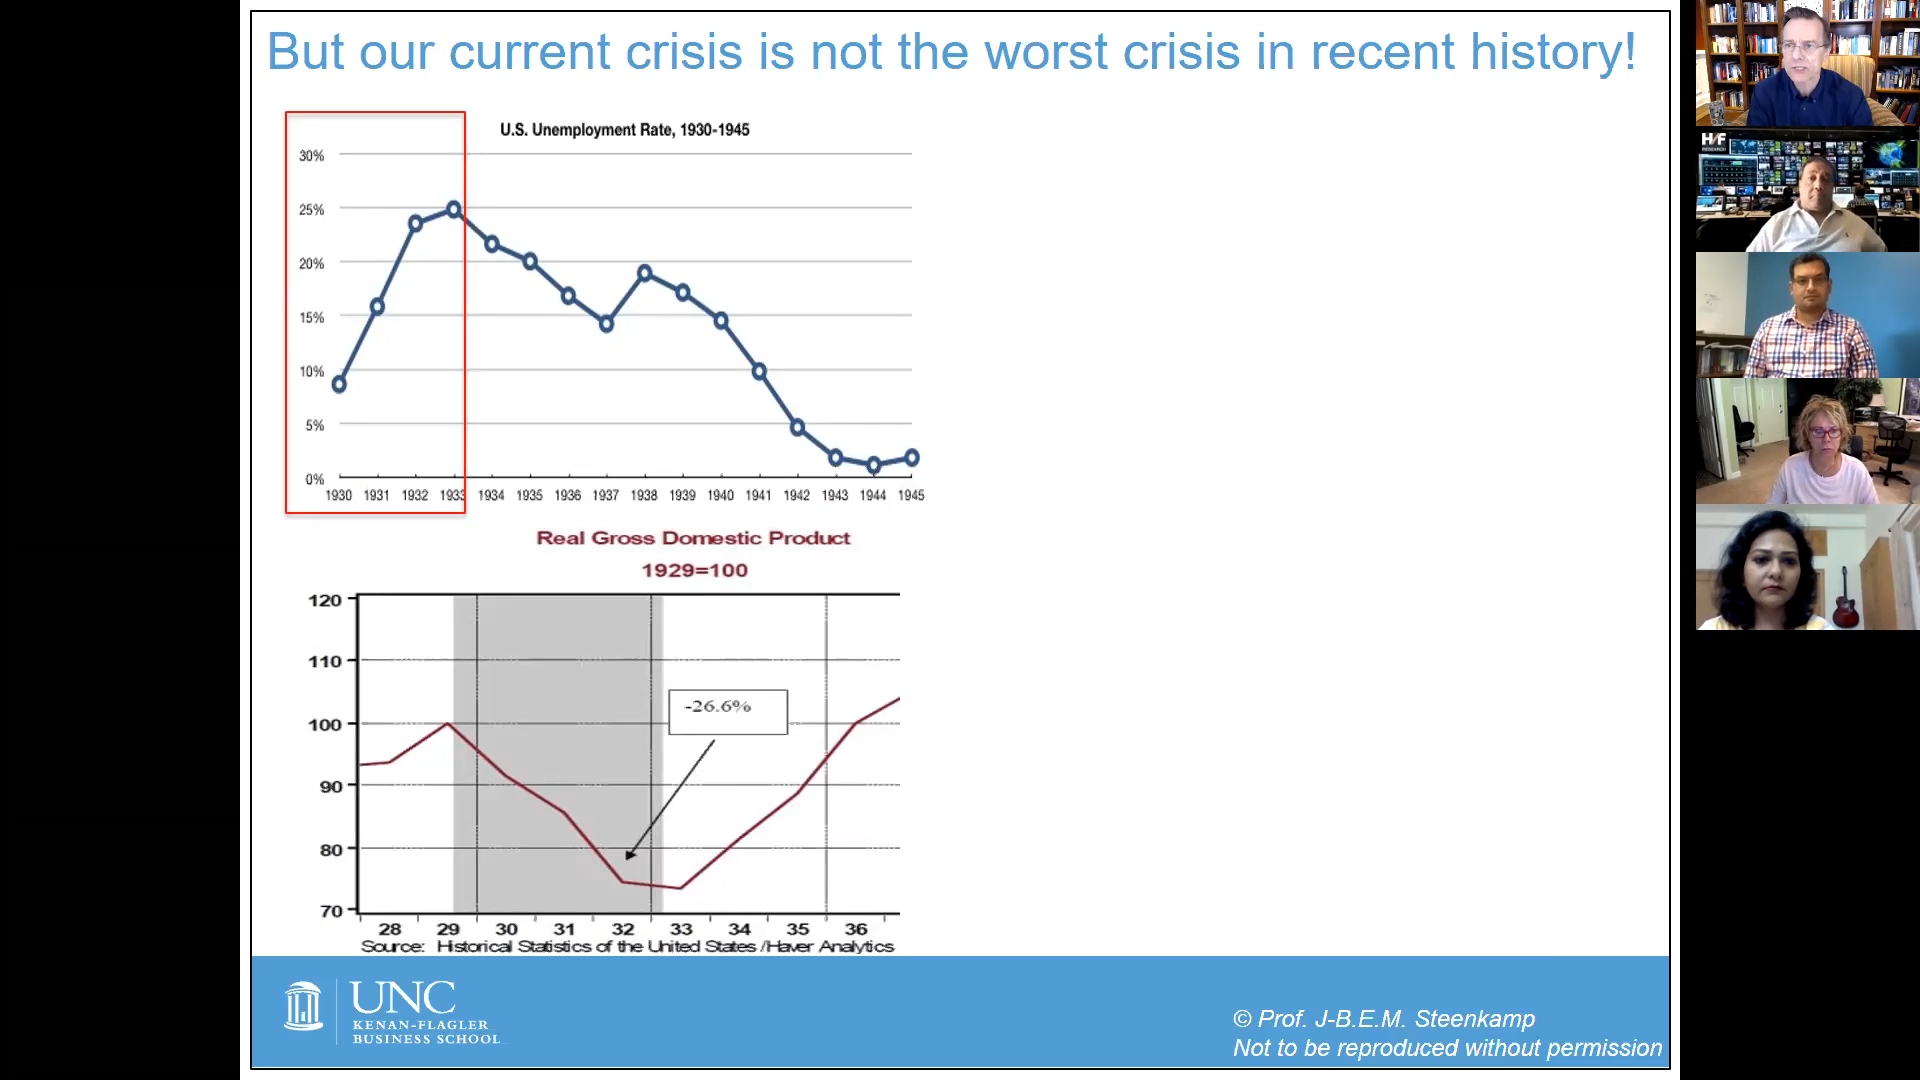 But our current crisis is not the worst crisis in recent history!
U.S. Unemployment Rate, 1930-1945
30%
25%
20%
15%
10%
5%
0%
1930 1931 1932 1933 1934 1935 1936 1937 1938 1939 1940 1941 1942 1943 1944 1945
Real Gross Domestic Product
1929=100
120
110
100
90
80
70
-26.6%
28 29 30 31 32 33 34 35 36
Source: Historical Statistics of the United States /Haver Analytics
UNC
KENAN-FLAGLER
BUSINESS SCHOOL
© Prof. J-B.E.M. Steenkamp
Not to be reproduced without permission
H/F
RESEARCH